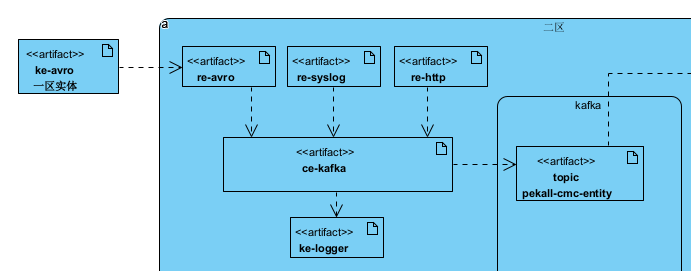 a
二区
<<artifact>>
ke-avro
一区实体
<<artifact>>
re-avro
<<artifact>>
re-syslog
<<artifact>>
re-http
kafka
<<artifact>>
ce-kafka
<<artifact>>
topic
pekall-cmc-entity
<<artifact>>
ke-logger